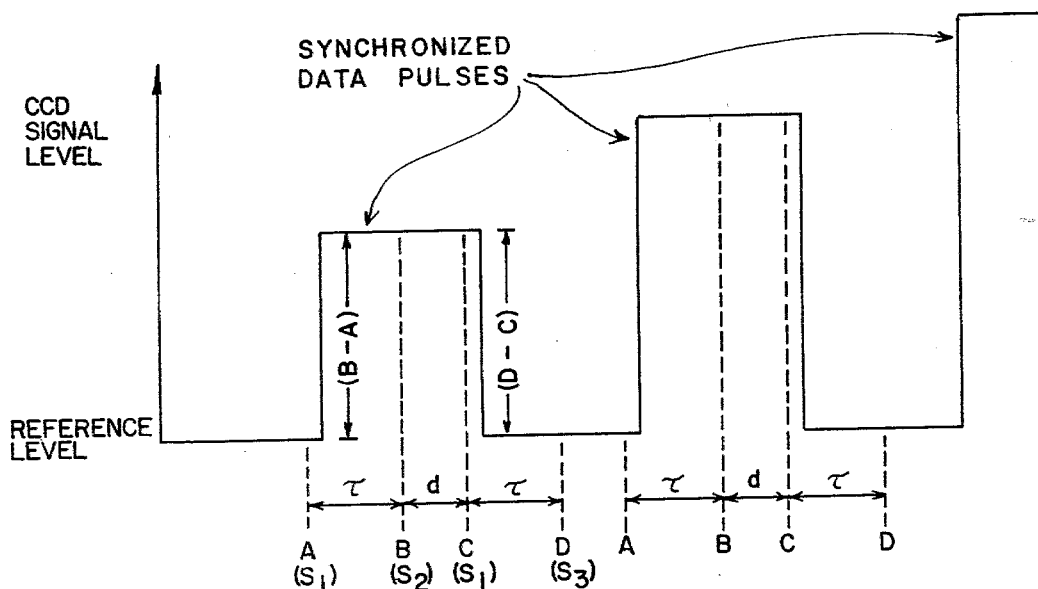 SYNCHRONIZED
DATA PULSES
CCD
SIGNAL
LEVEL
(B-A)
(D - C)
REFERENCE
LEVEL
τ d τ τ d τ
A B C D A B C D
(S₁) (S₂) (S₁) (S₃)